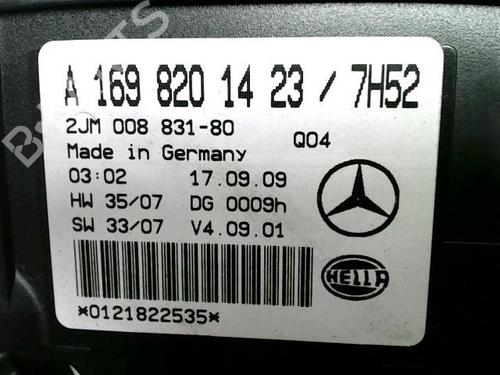 A 169 820 14 23 / 7H52
2JM 008 831-80
Q04
Made in Germany
03:02 17.09.09
HW 35/07 DG 0009h
SW 33/07 V4.09.01
HELLA
*0121822535*